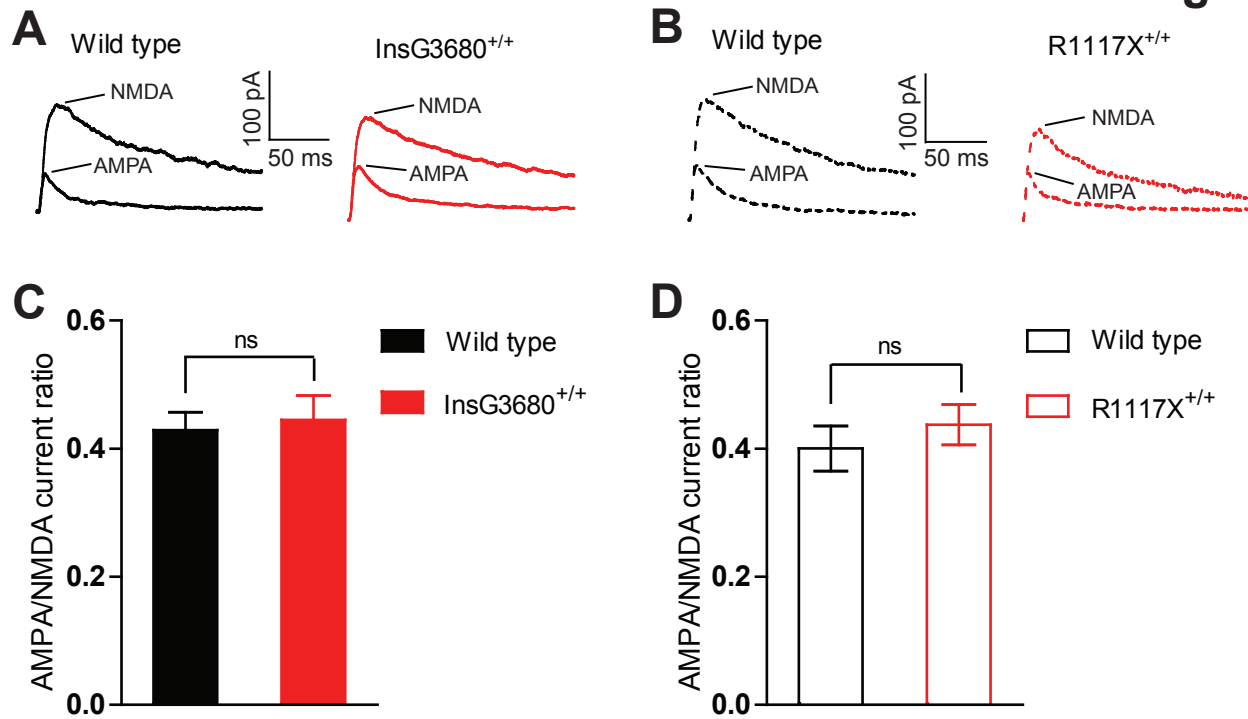 A
Wild type
InsG3680+/+
NMDA
AMPA
100 pA
50 ms
NMDA
AMPA
B
Wild type
R1117X+/+
NMDA
AMPA
100 pA
50 ms
NMDA
AMPA
C
AMPA/NMDA current ratio
0.6
0.4
0.2
0.0
ns
Wild type
InsG3680+/+
D
AMPA/NMDA current ratio
0.6
0.4
0.2
0.0
ns
Wild type
R1117X+/+